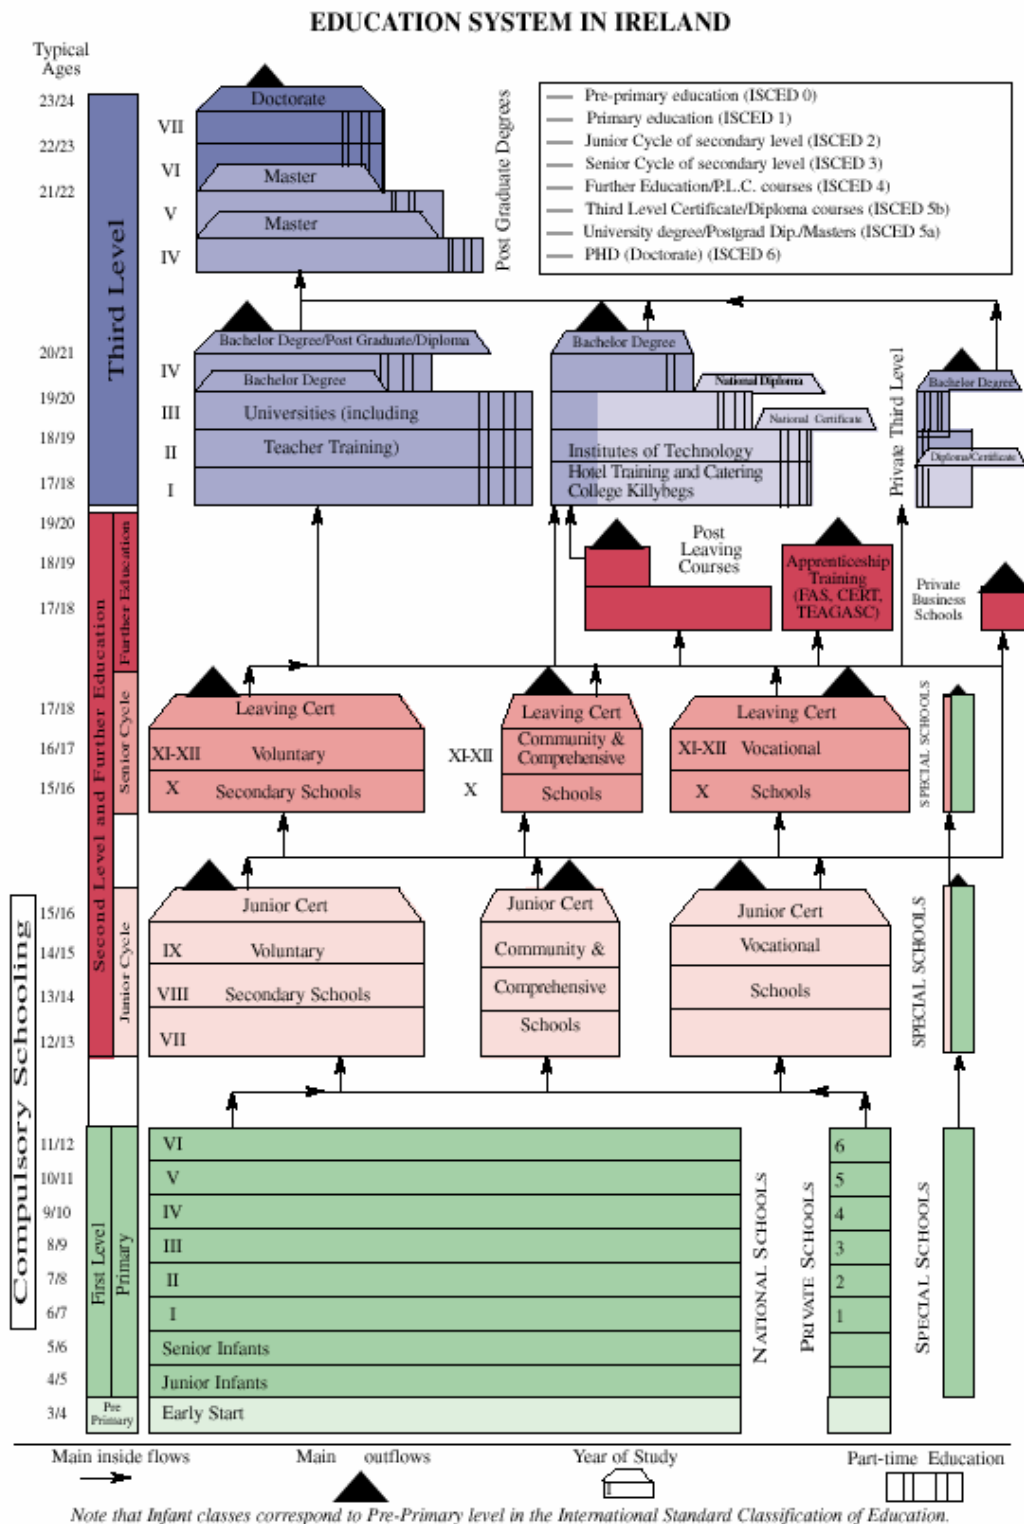 EDUCATION SYSTEM IN IRELAND
Typical
Ages
23/24
22/23
21/22
20/21
19/20
18/19
17/18
19/20
18/19
17/18
17/18
16/17
15/16
15/16
14/15
13/14
12/13
11/12
10/11
9/10
8/9
7/8
6/7
5/6
4/5
3/4
Compulsory Schooling
Third Level
Second Level and Further Education
Further Education
Senior Cycle
Junior Cycle
First Level
Primary
Pre
Primary
Pre-primary education (ISCED 0)
Primary education (ISCED 1)
Junior Cycle of secondary level (ISCED 2)
Senior Cycle of secondary level (ISCED 3)
Further Education/P.L.C. courses (ISCED 4)
Third Level Certificate/Diploma courses (ISCED 5b)
University degree/Postgrad Dip./Masters (ISCED 5a)
PHD (Doctorate) (ISCED 6)
Doctorate
VII
VI
Master
V
Master
IV
Post Graduate Degrees
Bachelor Degree/Post Graduate/Diploma
IV
Bachelor Degree
III
Universities (including
II
Teacher Training)
I
Bachelor Degree
National Diploma
National Certificate
Institutes of Technology
Hotel Training and Catering
College Killybegs
Private Third Level
Bachelor Degree
Diploma/Certificate
Post
Leaving
Courses
Apprenticeship
Training
(FAS, CERT,
TEAGASC)
Private
Business
Schools
Leaving Cert
XI-XII Voluntary
X Secondary Schools
Leaving Cert
XI-XII
Community &
Comprehensive
X Schools
Leaving Cert
XI-XII Vocational
X Schools
SPECIAL SCHOOLS
Junior Cert
IX Voluntary
VIII Secondary Schools
VII
Junior Cert
Community &
Comprehensive
Schools
Junior Cert
Vocational
Schools
SPECIAL SCHOOLS
VI
V
IV
III
II
I
Senior Infants
Junior Infants
Early Start
NATIONAL SCHOOLS
PRIVATE SCHOOLS
6
5
4
3
2
1
SPECIAL SCHOOLS
Main inside flows
Main outflows
Year of Study
I
Part-time Education
Note that Infant classes correspond to Pre-Primary level in the International Standard Classification of Education.